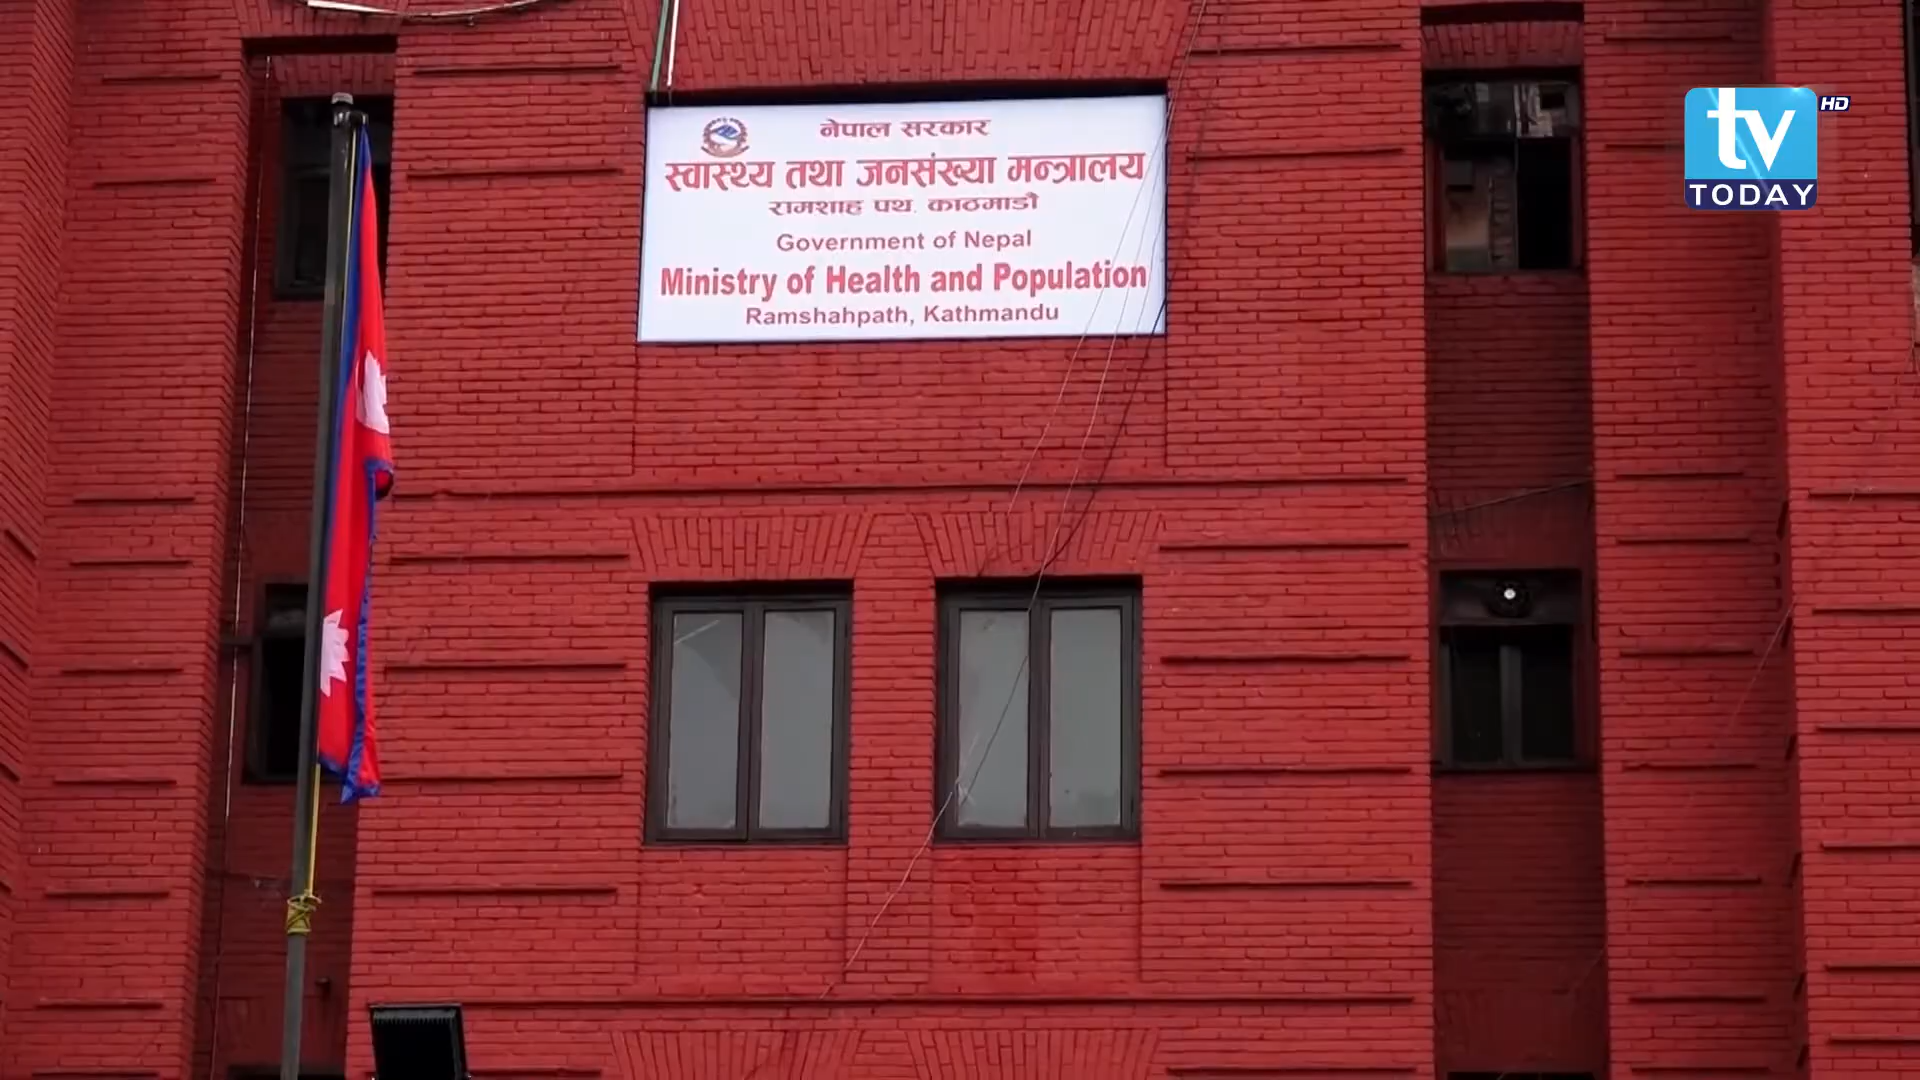 नेपाल सरकार
स्वास्थ्य तथा जनसंख्या मन्त्रालय
रामशाह पथ, काठमाडौं
Government of Nepal
Ministry of Health and Population
Ramshahpath, Kathmandu
tv HD
TODAY